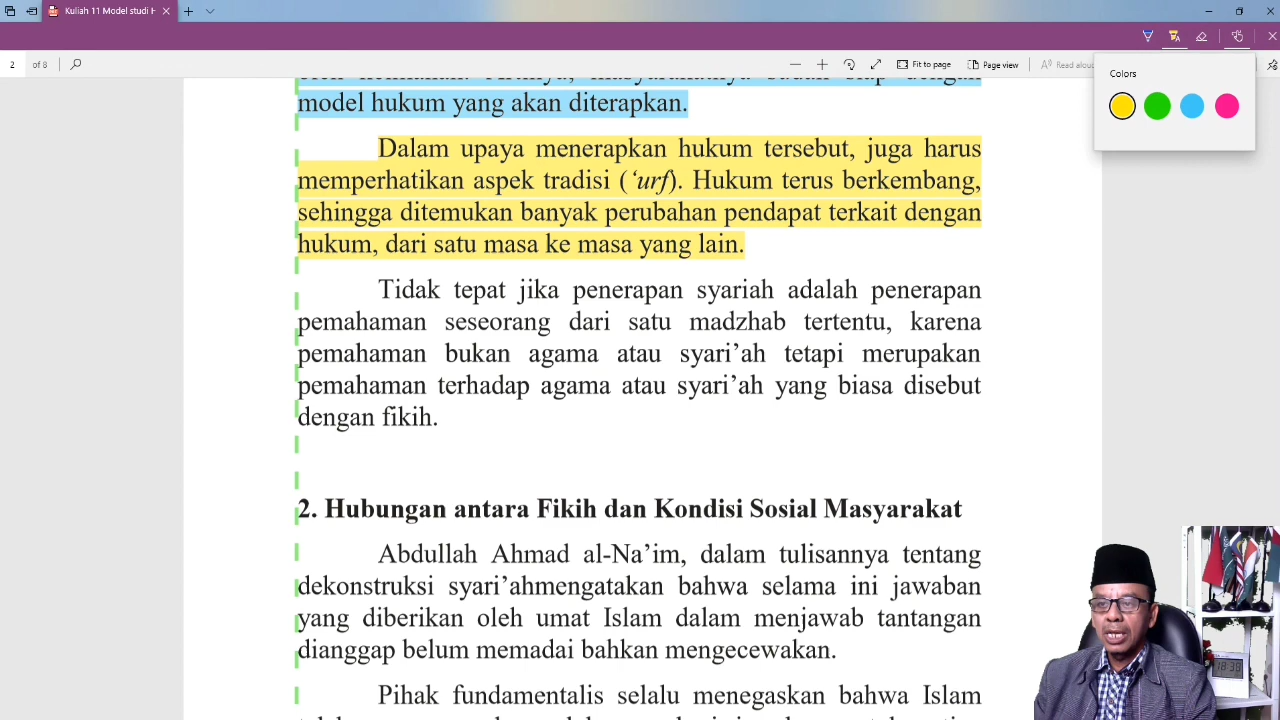 Kuliah 11 Model studi I
2 of 8
Fit to page
Page view
Read alou
Colors
model hukum yang akan diterapkan.
Dalam upaya menerapkan hukum tersebut, juga harus
memperhatikan aspek tradisi (‘urf). Hukum terus berkembang,
sehingga ditemukan banyak perubahan pendapat terkait dengan
hukum, dari satu masa ke masa yang lain.
Tidak tepat jika penerapan syariah adalah penerapan
pemahaman seseorang dari satu madzhab tertentu, karena
pemahaman bukan agama atau syari’ah tetapi merupakan
pemahaman terhadap agama atau syari’ah yang biasa disebut
dengan fikih.
2. Hubungan antara Fikih dan Kondisi Sosial Masyarakat
Abdullah Ahmad al-Na’im, dalam tulisannya tentang
dekonstruksi syari’ahmengatakan bahwa selama ini jawaban
yang diberikan oleh umat Islam dalam menjawab tantangan
dianggap belum memadai bahkan mengecewakan.
Pihak fundamentalis selalu menegaskan bahwa Islam